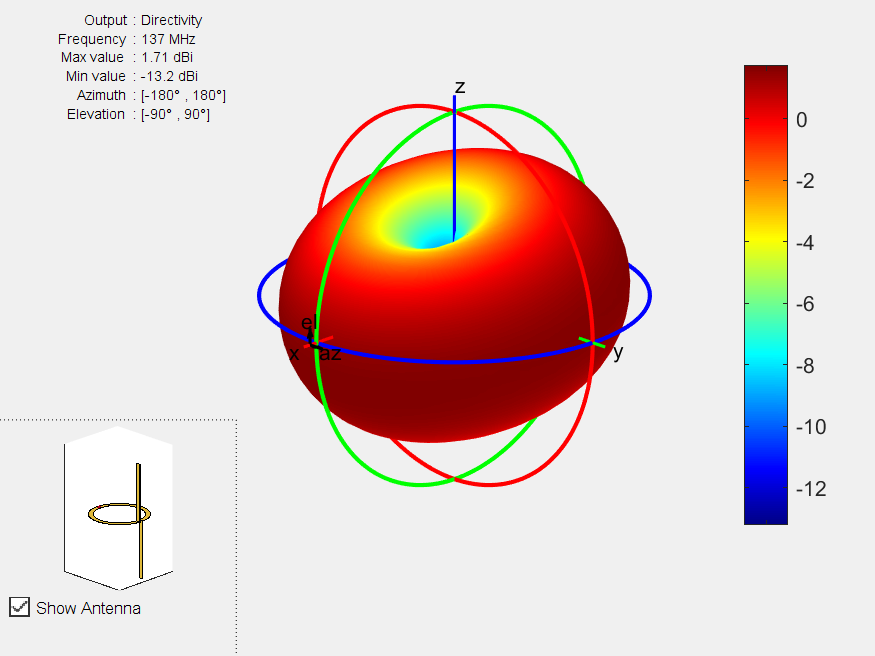 Output : Directivity
Frequency : 137 MHz
Max value : 1.71 dBi
Min value : -13.2 dBi
Azimuth : [-180° , 180°]
Elevation : [-90° , 90°]
z
0
-2
-4
-6
-8
-10
-12
el
x az
y
Show Antenna